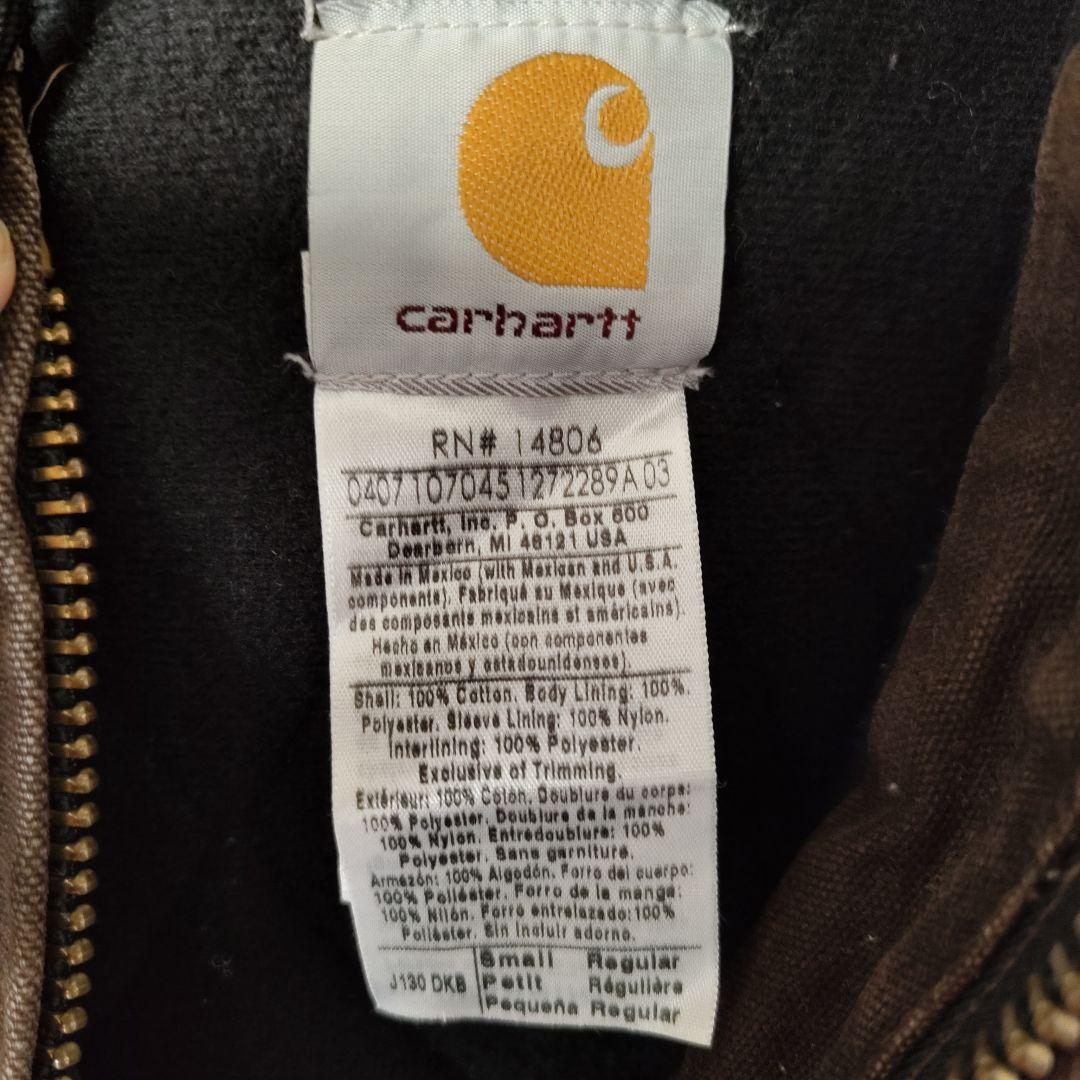 carhartt
RN# 14806
04071070451272289A 03
Carhartt, Inc. P. O. Box 600
Dearborn, MI 48121 USA
Made in Mexico (with Mexican and U.S.A.
components). Fabriqué au Mexique (avec
des composants mexicains et américains).
Hecho en México (con componentes
mexicanos y estadounidenses).
Shell: 100% Cotton. Body Lining: 100%.
Polyester. Sleeve Lining: 100% Nylon.
Interlining: 100% Polyester.
Exclusive of Trimming.
Extérieur: 100% Coton. Doublure du corps:
100% Polyester. Doublure de la manche:
100% Nylon. Entredoublure: 100%
Polyester. Sans garniture.
Armazón: 100% Algodón. Forro del cuerpo:
100% Poliéster. Forro de la manga:
100% Nilón. Forro entrelazado: 100%
Poliéster. Sin incluir adorno.
J130 DKB
Small Regular
Petit Régulière
Pequeña Regular